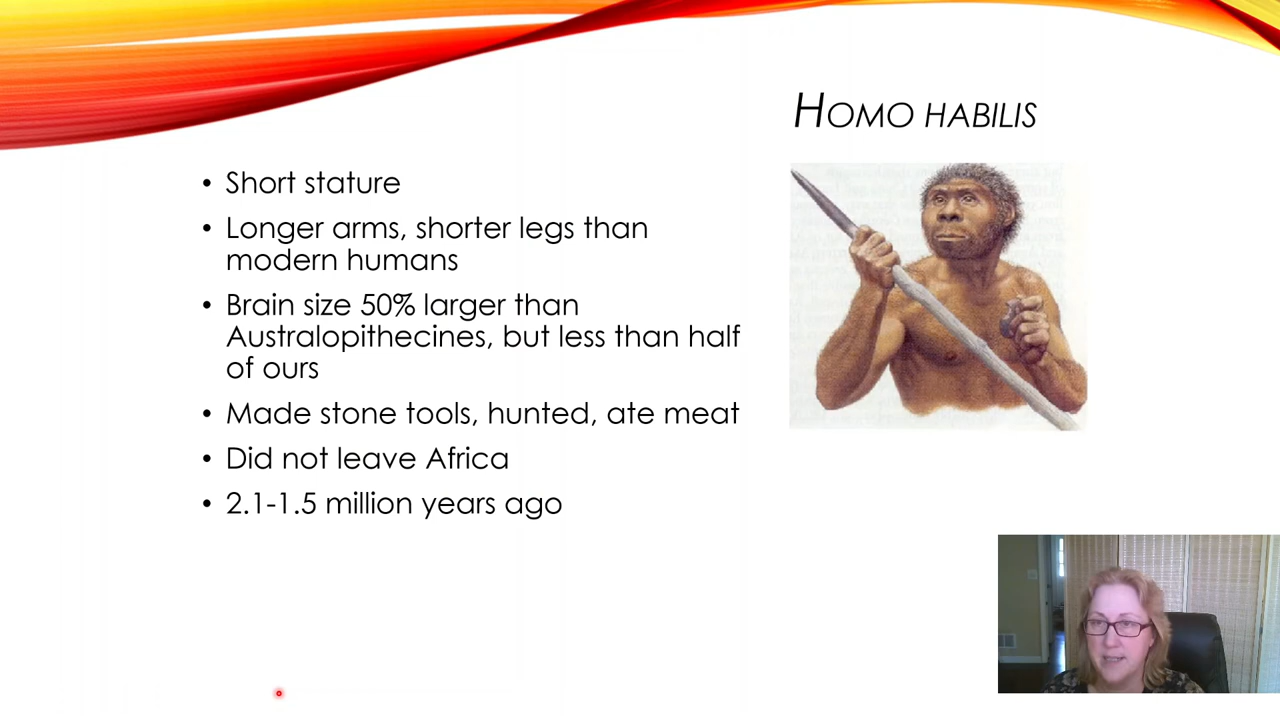 Homo habilis
• Short stature
• Longer arms, shorter legs than
modern humans
• Brain size 50% larger than
Australopithecines, but less than half
of ours
• Made stone tools, hunted, ate meat
• Did not leave Africa
• 2.1-1.5 million years ago